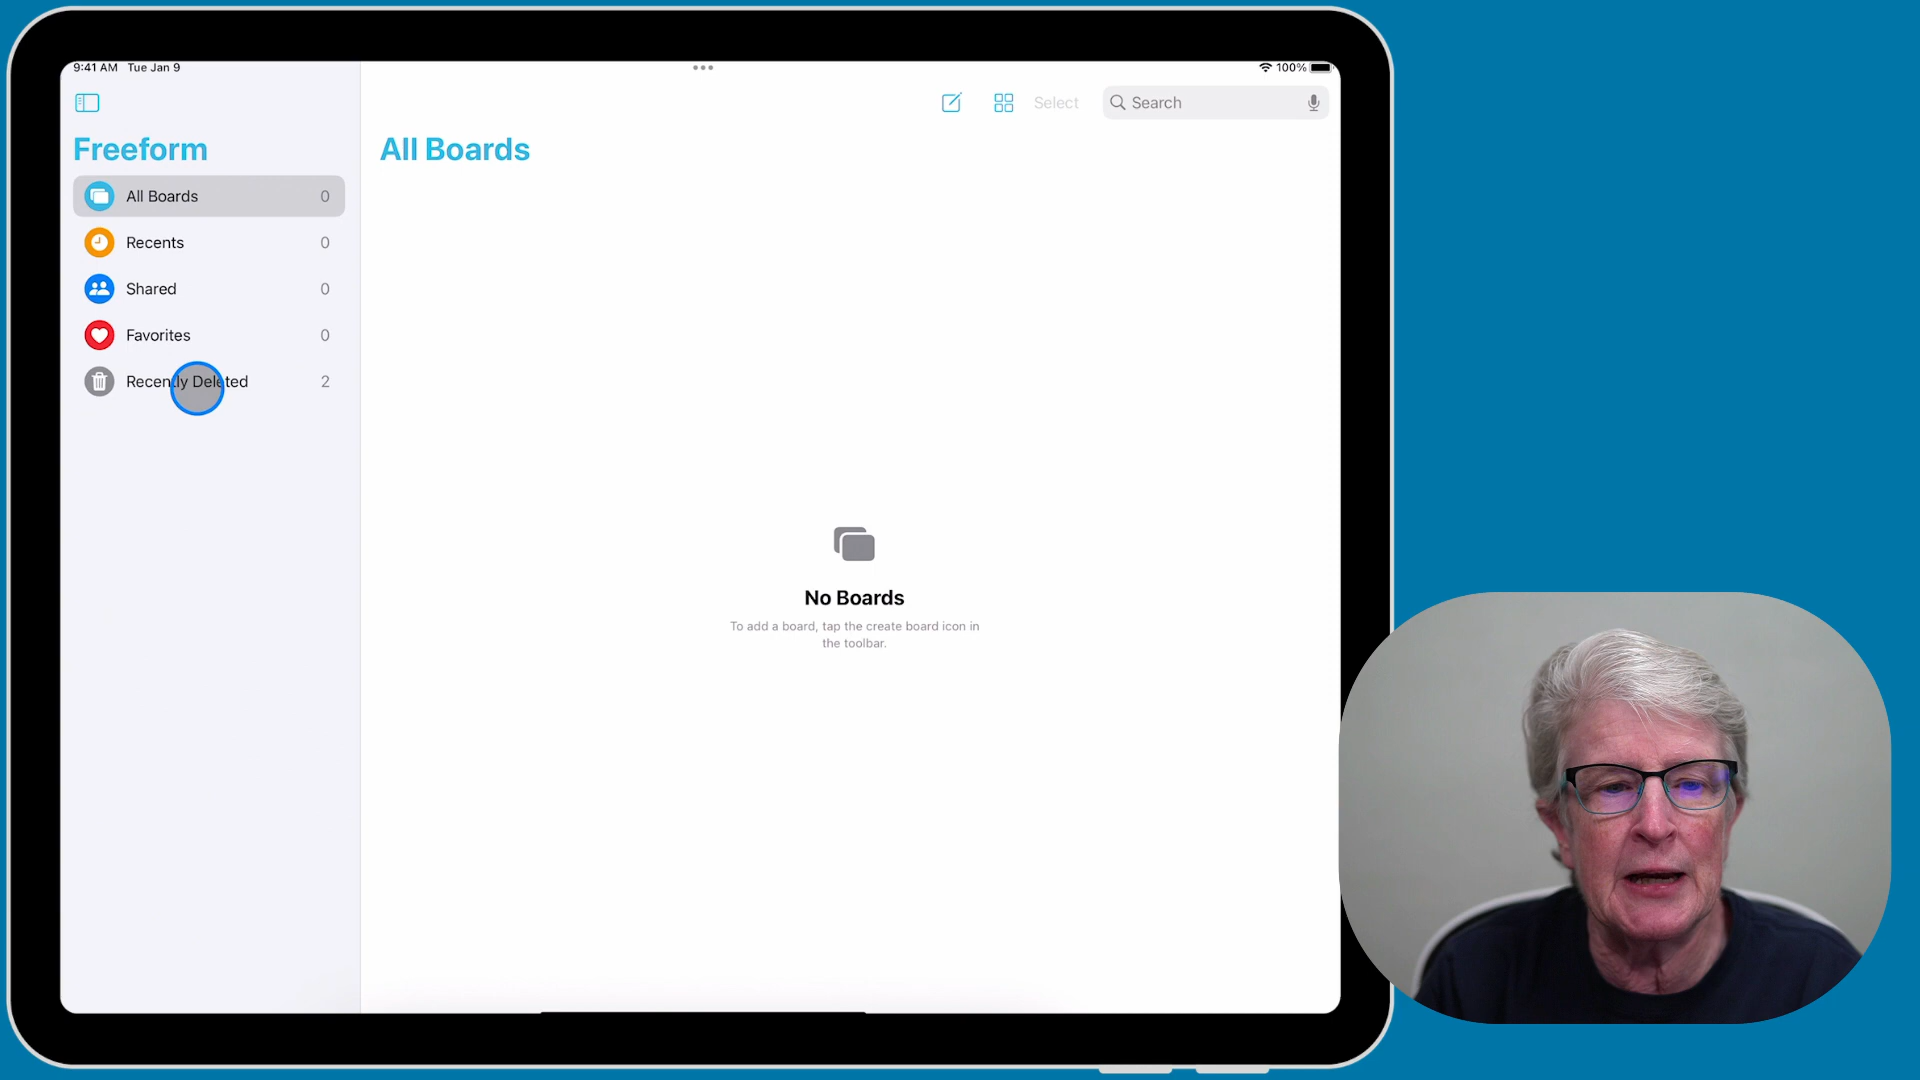 9:41 AM Tue Jan 9
100%
Select
Search
Freeform
All Boards 0
Recents 0
Shared 0
Favorites 0
Recently Deleted 2
All Boards
No Boards
To add a board, tap the create board icon in
the toolbar.